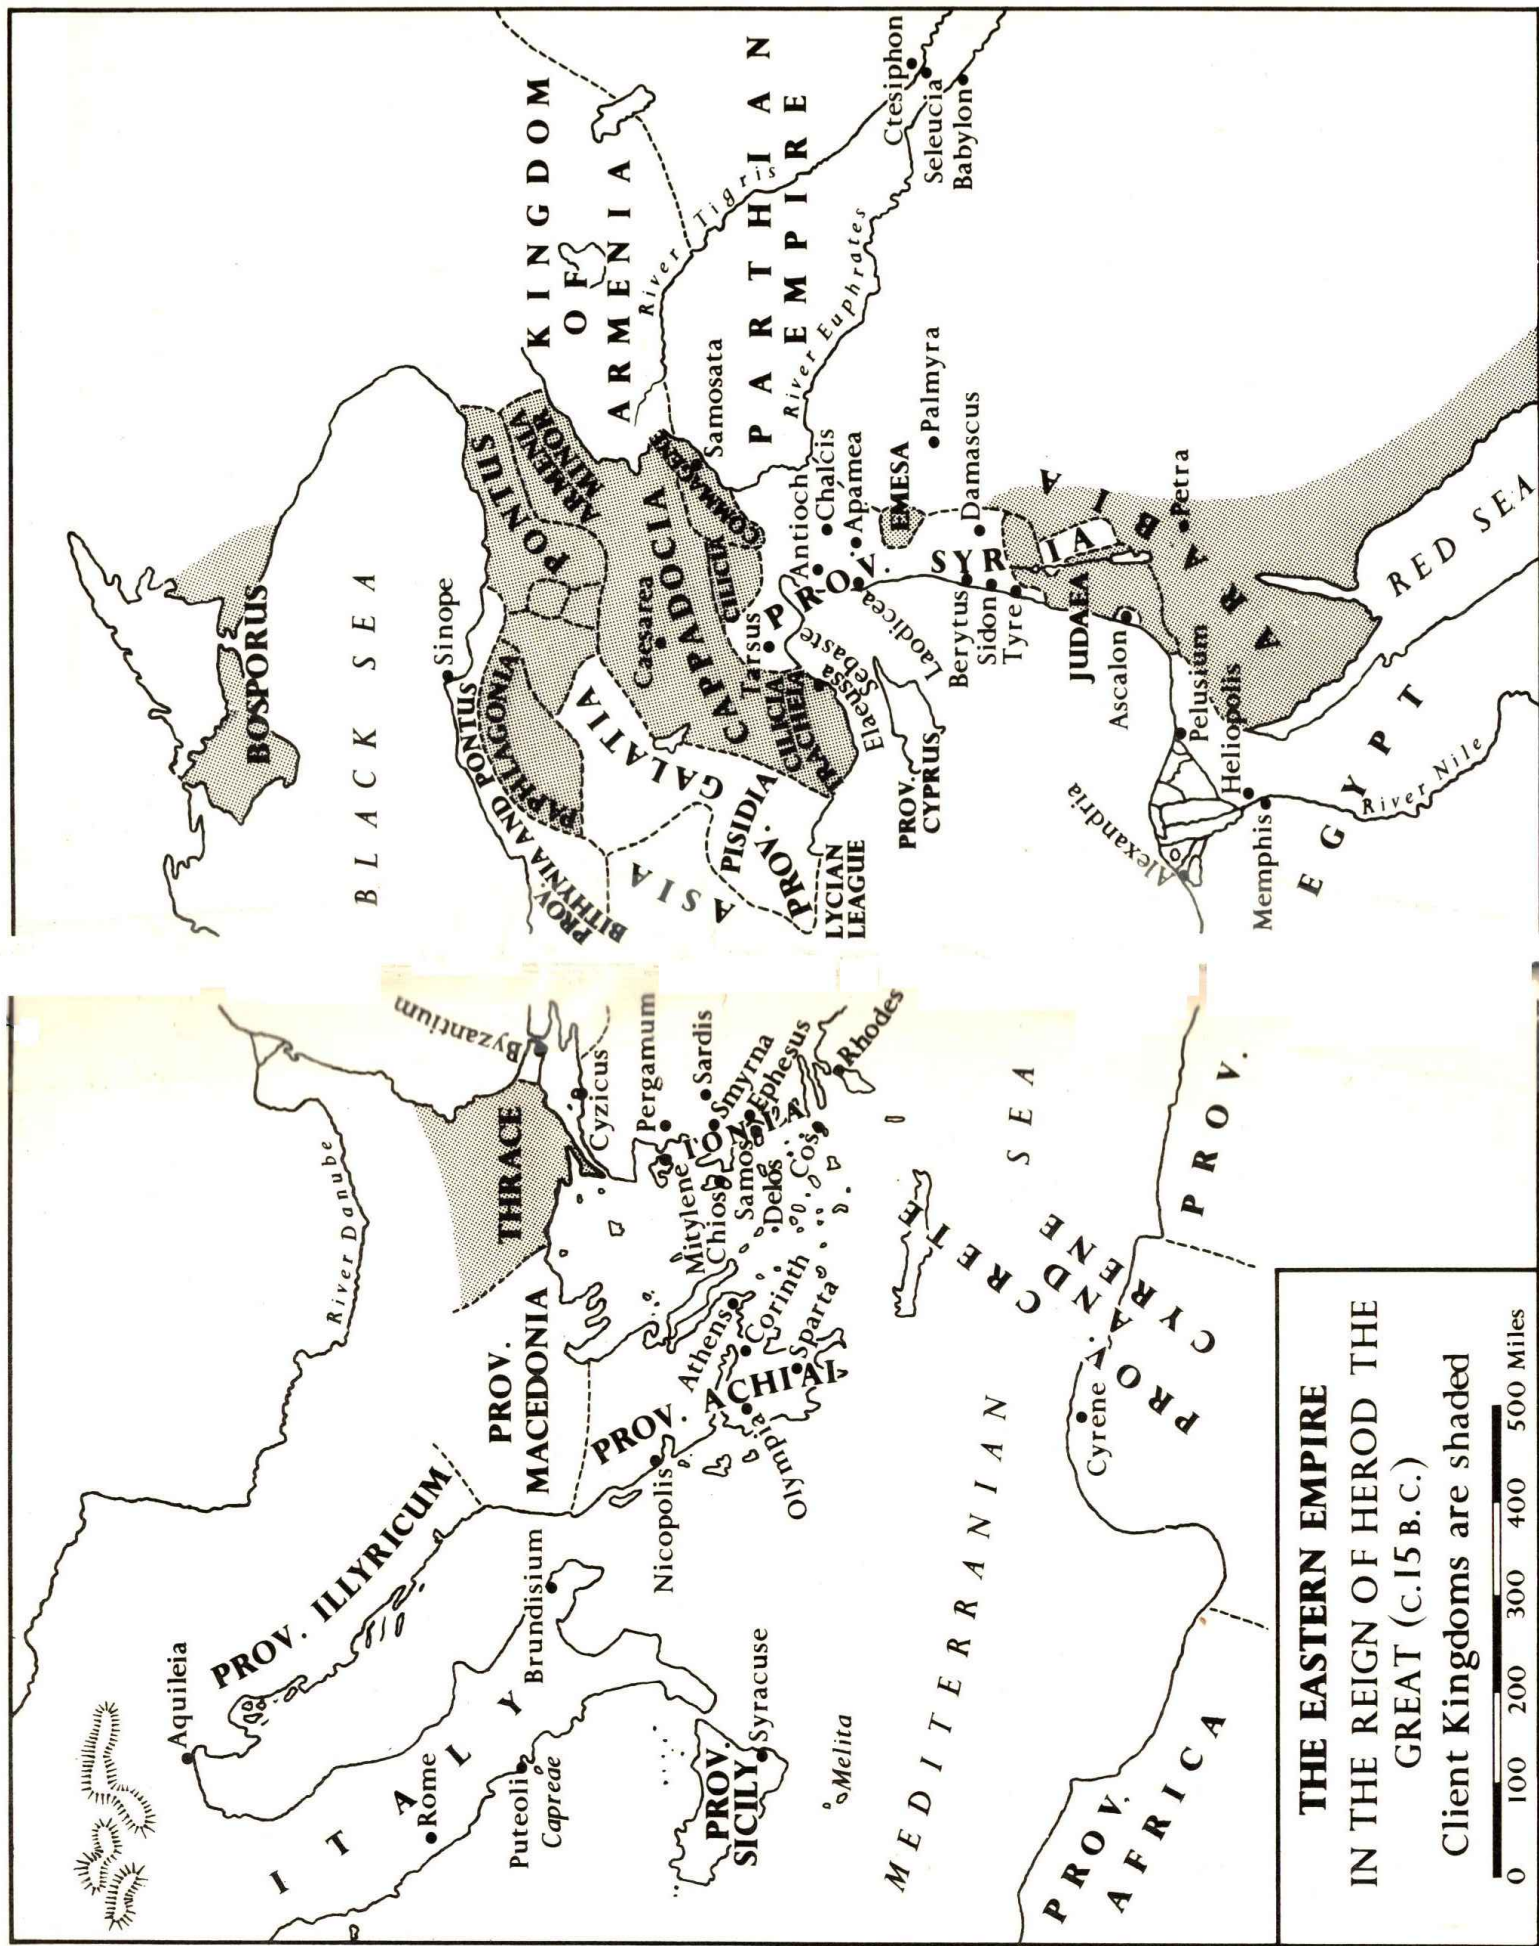 Aquileia
PROV. ILLYRICUM
ITALY
Rome
Puteoli
Capreae
Brundisium
PROV.
SICILY
Syracuse
Melita
River Danube
PROV.
MACEDONIA
THRACE
Byzantium
Cyzicus
Pergamum
Sardis
Smyrna
Ephesus
IONIA
Mitylene
Chios
Samos
Delos
Cos
Rhodes
Nicopolis
PROV. ACHIAI
Athens
Corinth
Sparta
Olympia
MEDITERRANIAN SEA
PROV. CRETE
AND
CYRENE
Cyrene
PROV.
AFRICA
PROV. EGYPT
BLACK SEA
BOSPORUS
Sinope
PROV.
BITHYNIA AND PONTUS
PAPHLAGONIA
PONTUS
ARMENIA
MINOR
KINGDOM
OF
ARMENIA
GALATIA
ASIA
PROV. PISIDIA
LYCIAN
LEAGUE
CAPPADOCIA
Caesarea
COMMAGENE
Samosata
CILICIA
Tarsus
CILICIA
TRACHEIA
Elaeussa
Sebaste
PROV.
CYPRUS
River Tigris
PARTHIAN
EMPIRE
River Euphrates
Ctesiphon
Seleucia
Babylon
PROV. SYRIA
Antioch
Chalcis
Apamea
Laodicea
EMESA
Palmyra
Damascus
Berytus
Sidon
Tyre
JUDAEA
Ascalon
ARABIA
Petra
RED SEA
Pelusium
Heliopolis
Alexandria
Memphis
River Nile
THE EASTERN EMPIRE
IN THE REIGN OF HEROD THE
GREAT (C.15 B.C.)
Client Kingdoms are shaded
0 100 200 300 400 500 Miles